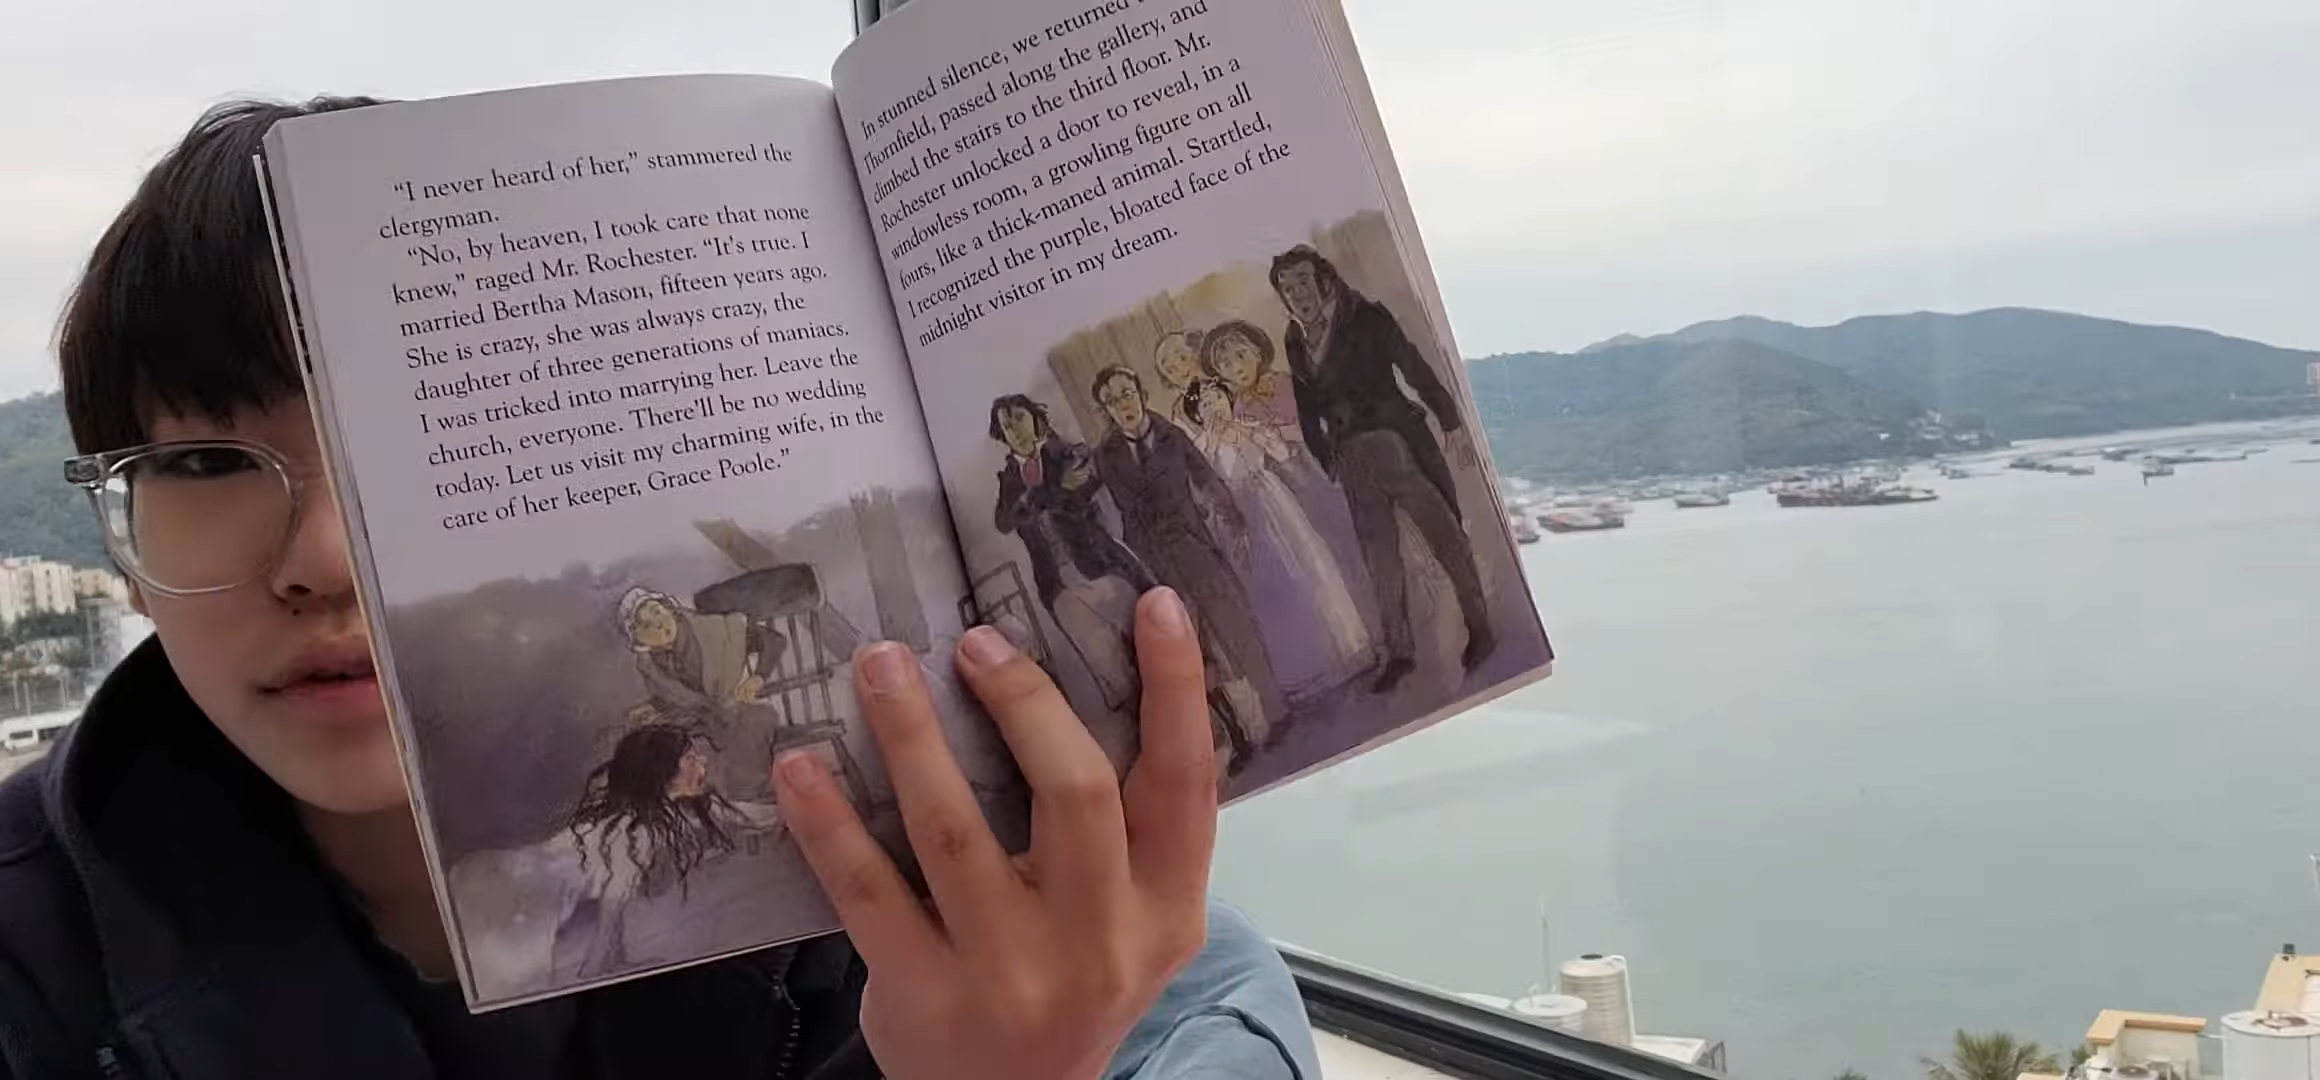 “I never heard of her,” stammered the
clergyman.
“No, by heaven, I took care that none
knew,” raged Mr. Rochester. “It's true. I
married Bertha Mason, fifteen years ago.
She is crazy, she was always crazy, the
daughter of three generations of maniacs.
I was tricked into marrying her. Leave the
church, everyone. There'll be no wedding
today. Let us visit my charming wife, in the
care of her keeper, Grace Poole.”
In stunned silence, we returned
Thornfield, passed along the gallery, and
climbed the stairs to the third floor. Mr.
Rochester unlocked a door to reveal, in a
windowless room, a growling figure on all
fours, like a thick-maned animal. Startled,
I recognized the purple, bloated face of the
midnight visitor in my dream.